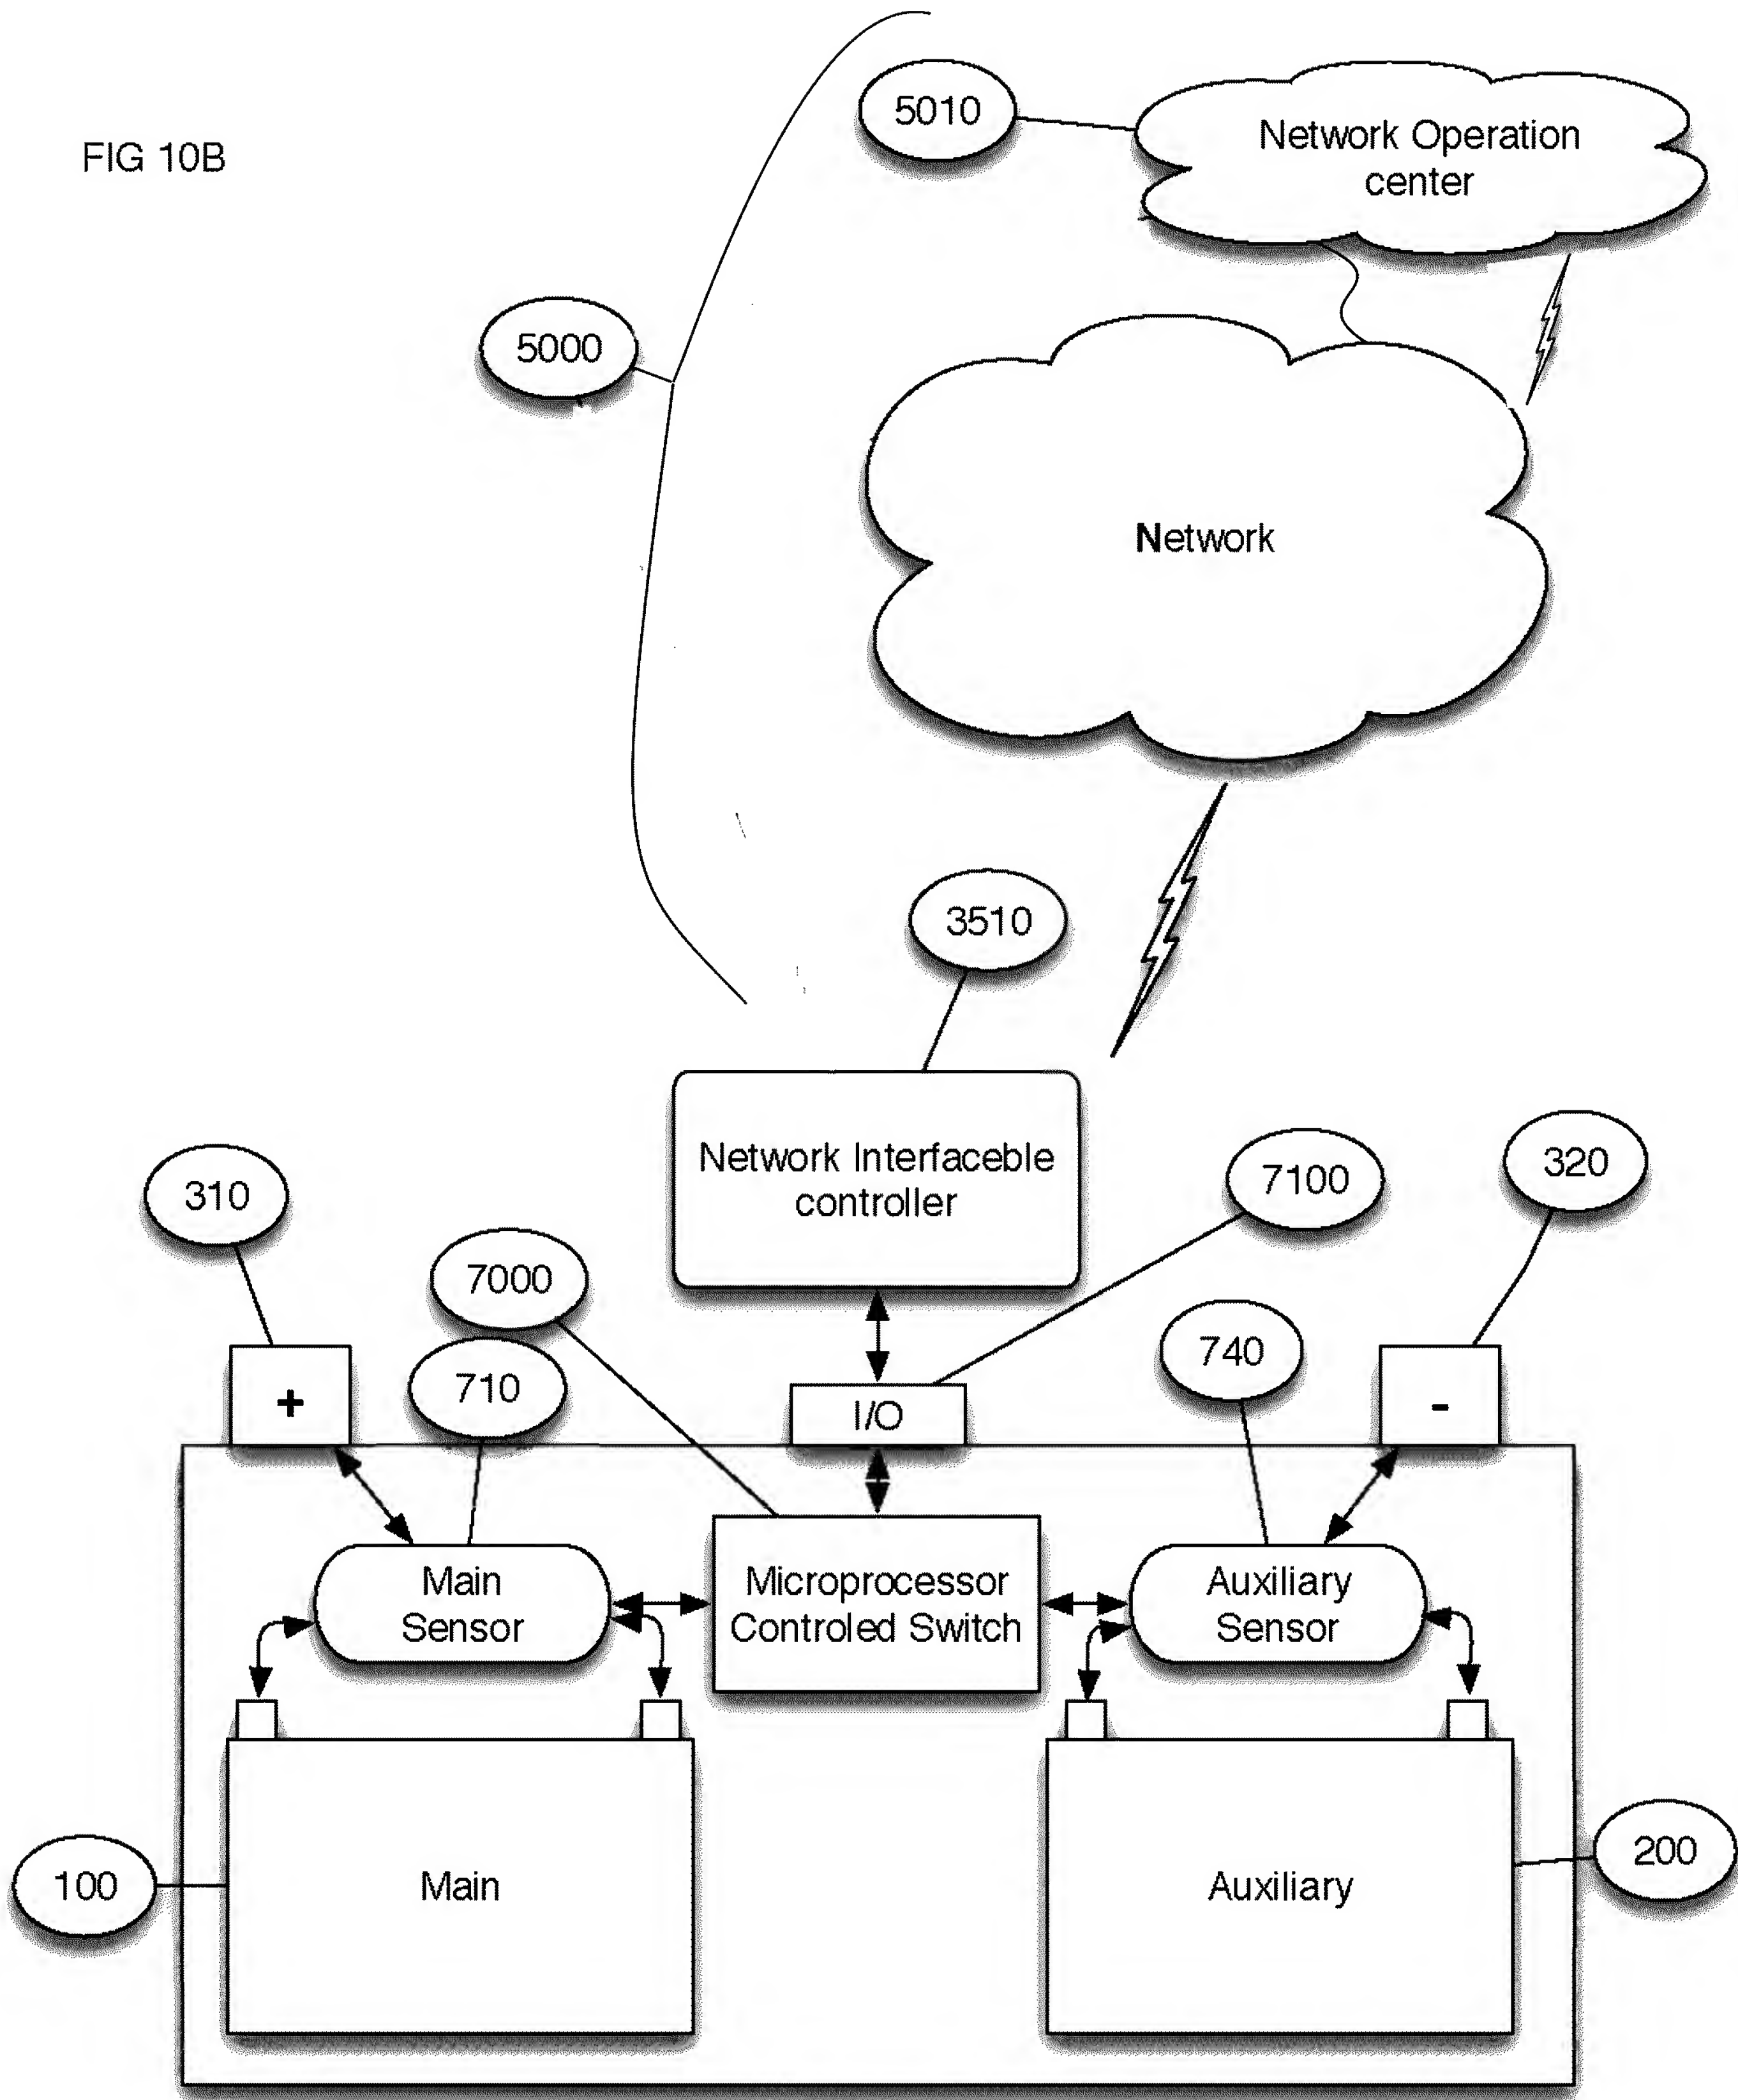 5010
Network Operation
center
FIG 10B
5000
Network
3510
Network Interfaceble
controller
310
7000
710
7100
320
740
+
I/O
-
Main
Sensor
Microprocessor
Controled Switch
Auxiliary
Sensor
100
Main
Auxiliary
200